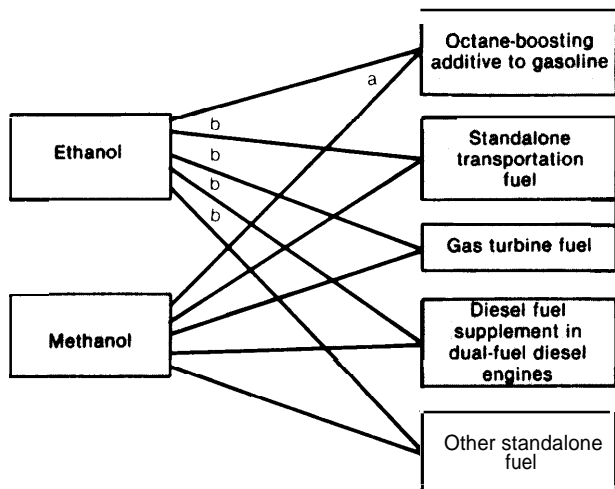 Octane-boosting
additive to gasoline
a
Ethanol
b
b
b
b
Standalone
transportation
fuel
Gas turbine fuel
Methanol
Diesel fuel
supplement in
dual-fuel diesel
engines
Other standalone
fuel